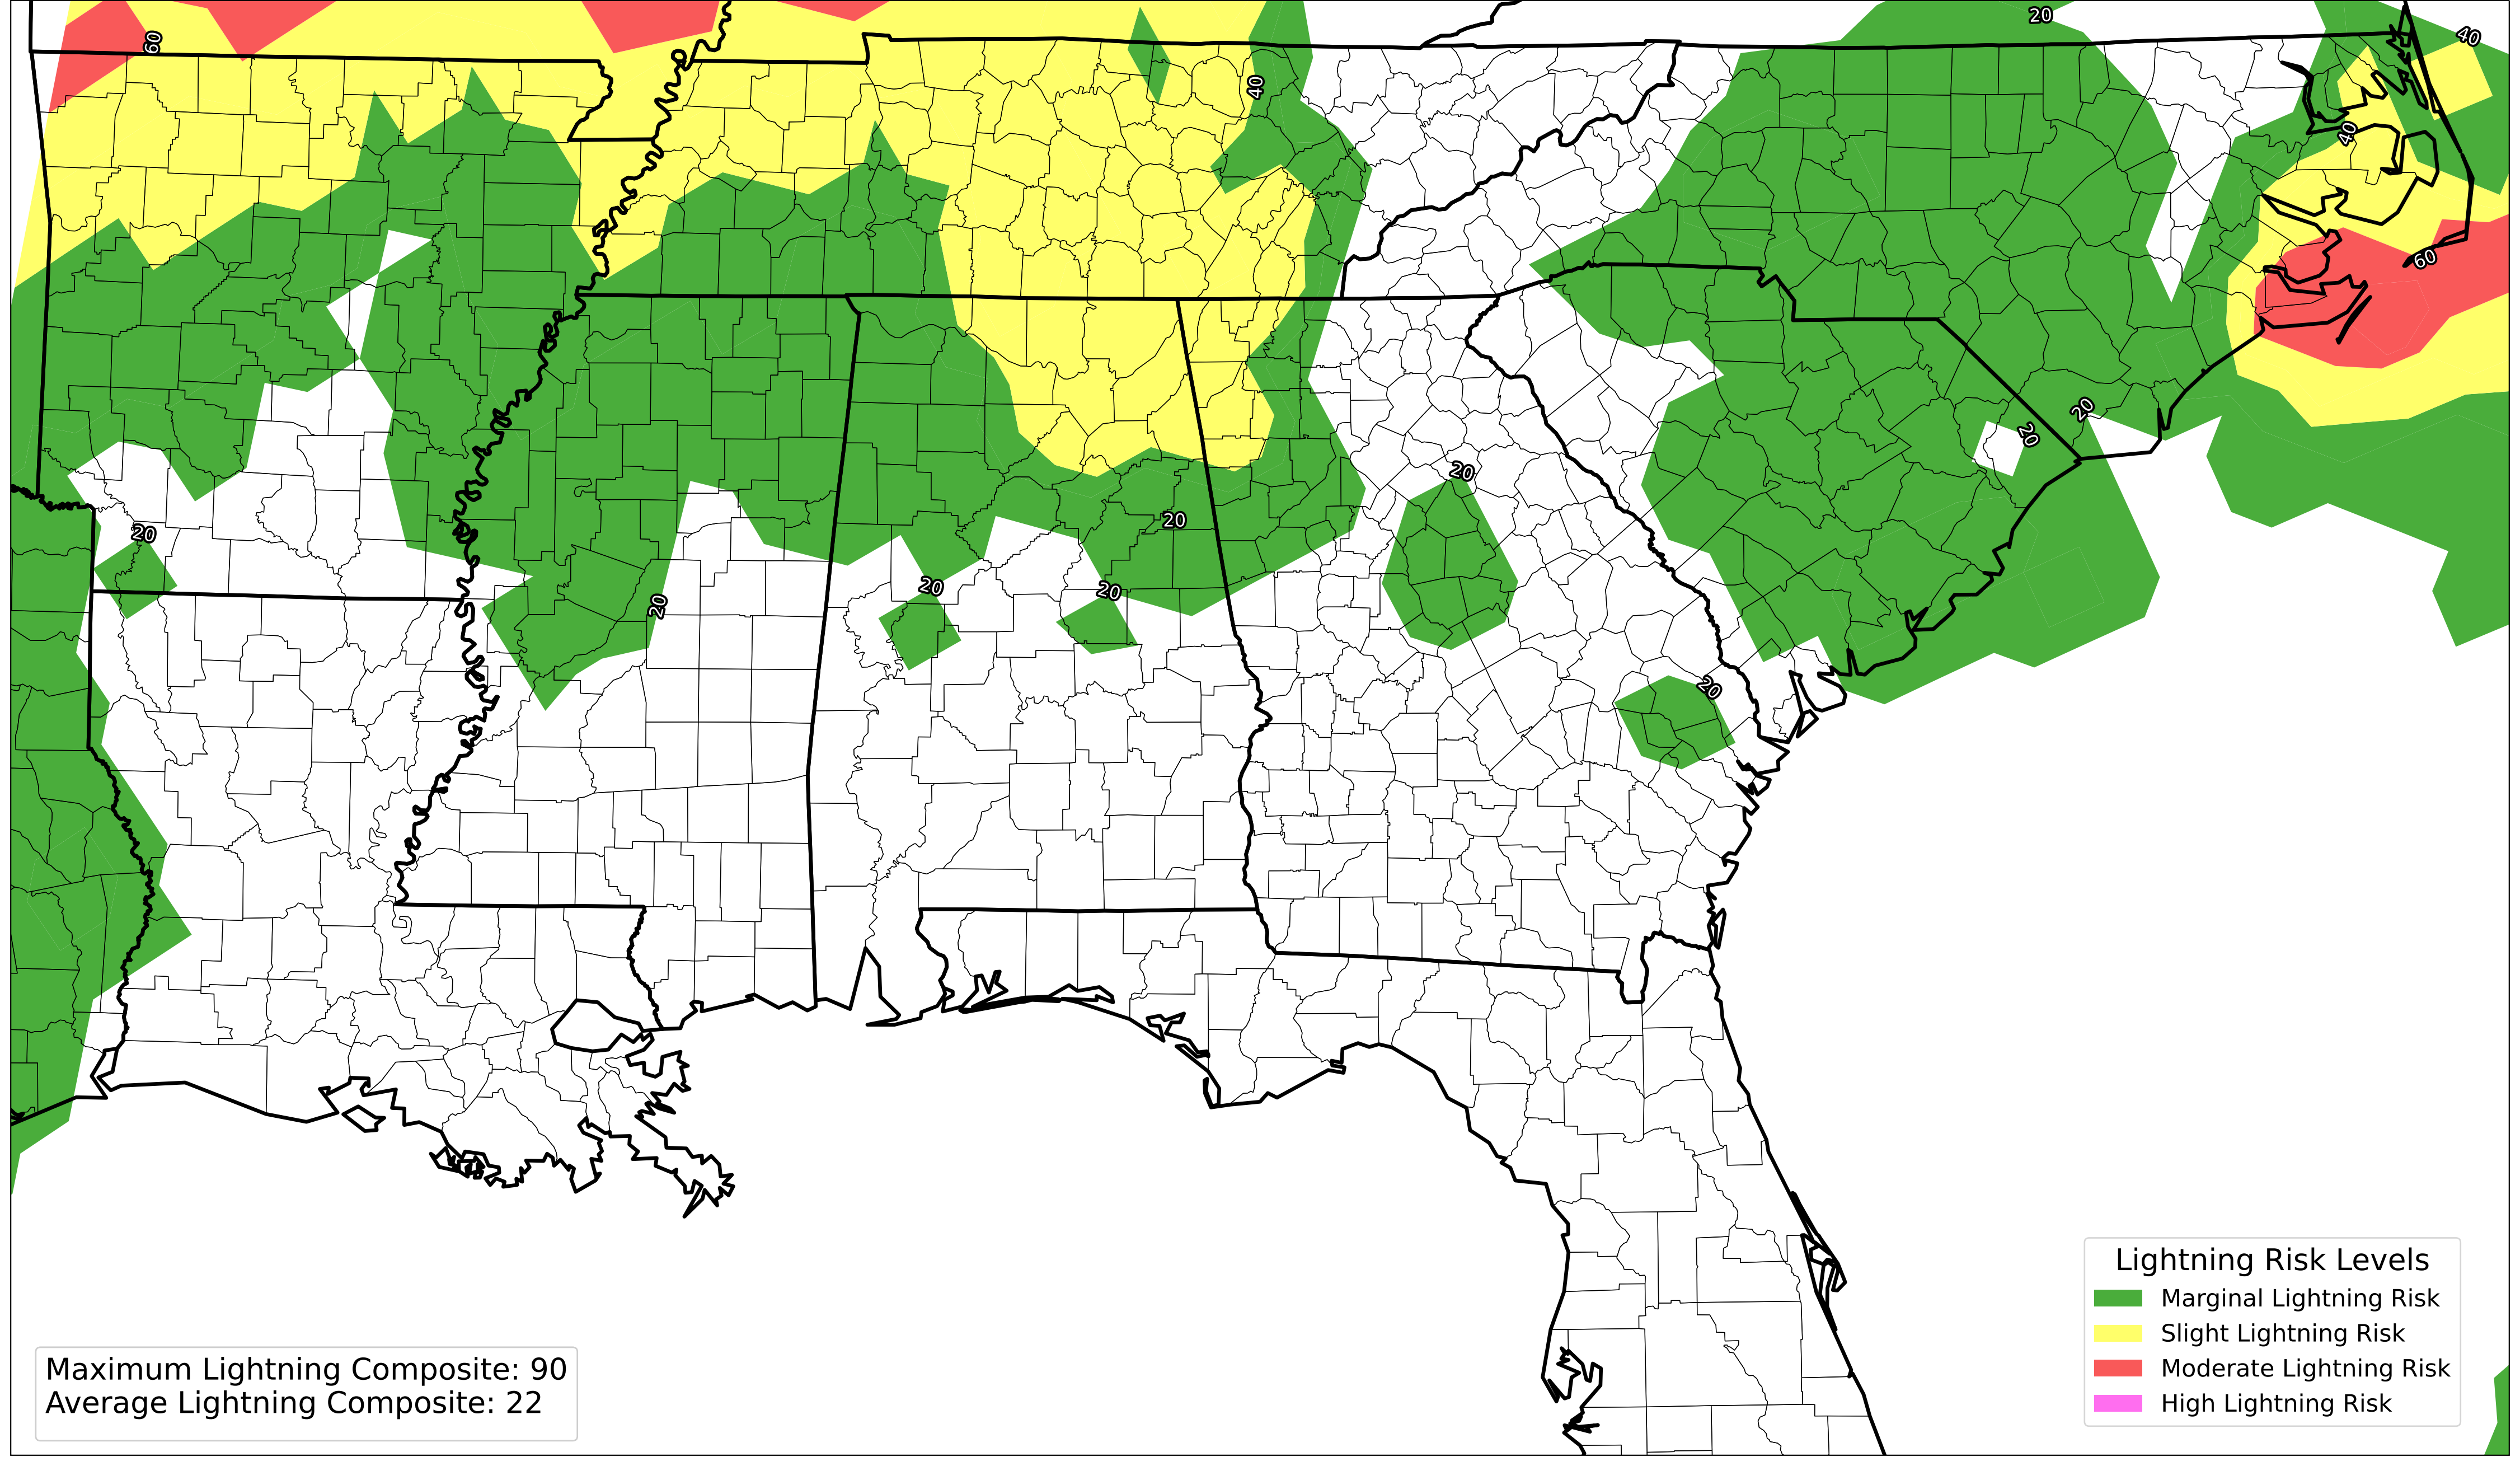 20
40
60
40
40
60
20
20
20
20
20
20
20
20
20
20
Lightning Risk Levels
Marginal Lightning Risk
Slight Lightning Risk
Moderate Lightning Risk
High Lightning Risk
Maximum Lightning Composite: 90
Average Lightning Composite: 22